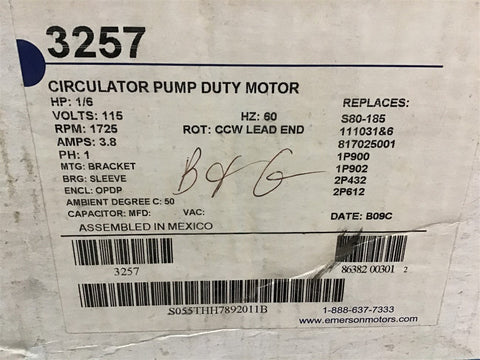 3257
CIRCULATOR PUMP DUTY MOTOR
HP: 1/6
REPLACES:
VOLTS: 115
HZ: 60
S80-185
RPM: 1725
ROT: CCW LEAD END
111031&6
AMPS: 3.8
817025001
PH: 1
1P900
MTG: BRACKET
1P902
BRG: SLEEVE
2P432
ENCL: OPDP
2P612
B & G
AMBIENT DEGREE C: 50
CAPACITOR: MFD: VAC:
DATE: B09C
ASSEMBLED IN MEXICO
3257
86382 00301 2
S055THH7892011B
1-888-637-7333
www.emersonmotors.com